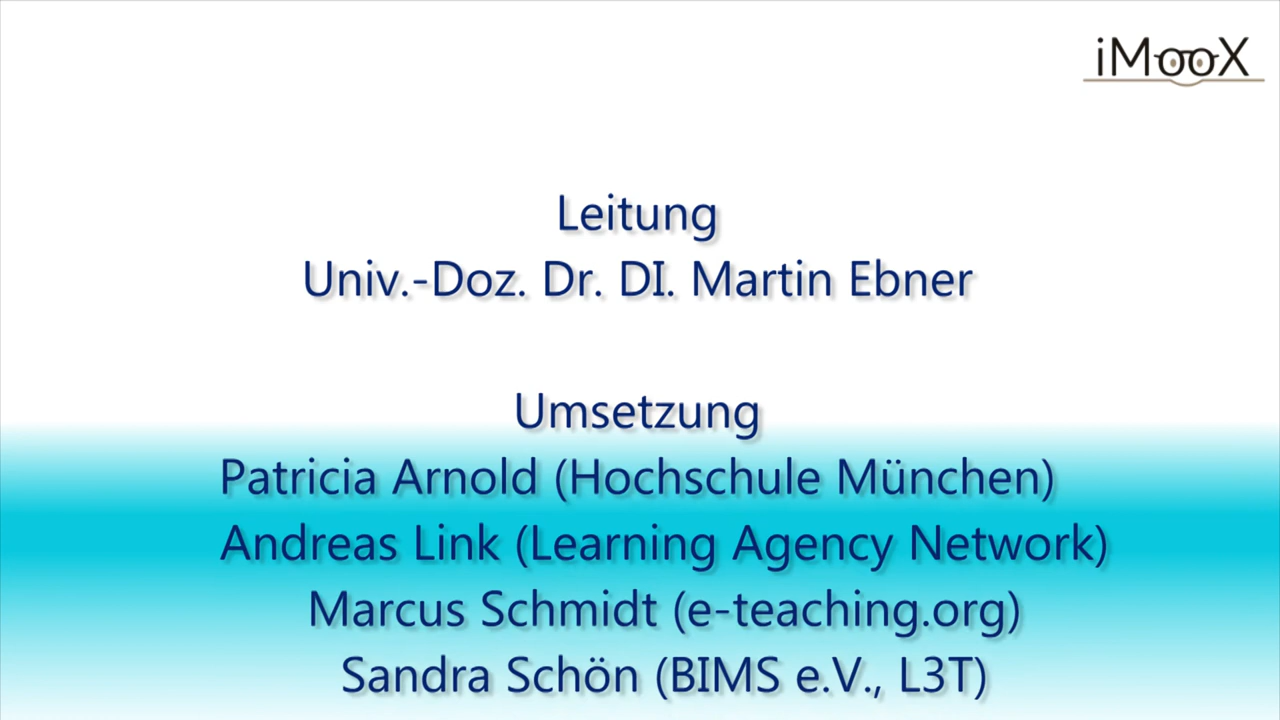 iMooX
Leitung
Univ.-Doz. Dr. DI. Martin Ebner
Umsetzung
Patricia Arnold (Hochschule München)
Andreas Link (Learning Agency Network)
Marcus Schmidt (e-teaching.org)
Sandra Schön (BIMS e.V., L3T)